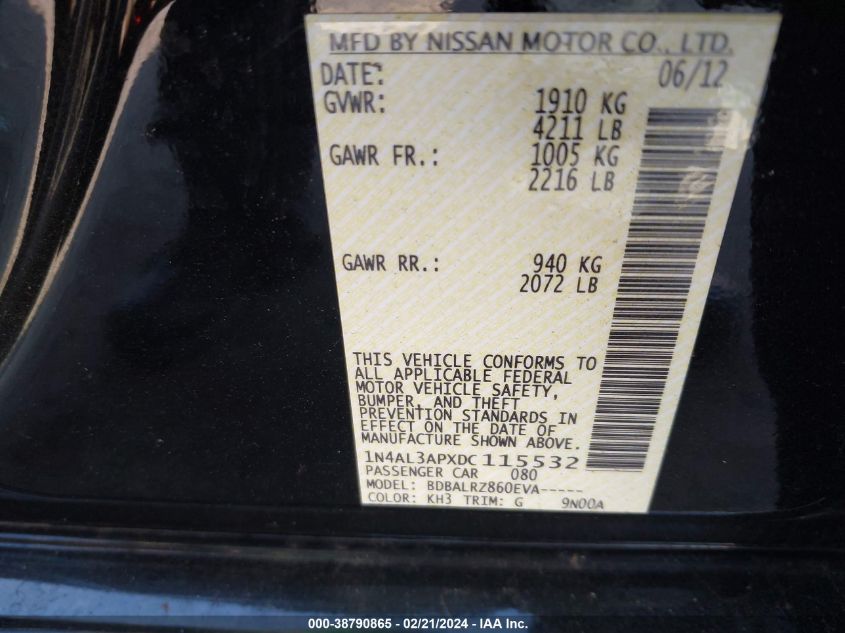 MFD BY NISSAN MOTOR CO., LTD.
DATE: 06/12
GVWR: 1910 KG
4211 LB
GAWR FR.: 1005 KG
2216 LB
GAWR RR.: 940 KG
2072 LB
THIS VEHICLE CONFORMS TO
ALL APPLICABLE FEDERAL
MOTOR VEHICLE SAFETY,
BUMPER, AND THEFT
PREVENTION STANDARDS IN
EFFECT ON THE DATE OF
MANUFACTURE SHOWN ABOVE.
1N4AL3APXDC115532
PASSENGER CAR 080
MODEL: BDBALRZ860EVA-----
COLOR: KH3 TRIM: G 9N00A
000-38790865 - 02/21/2024 - IAA Inc.